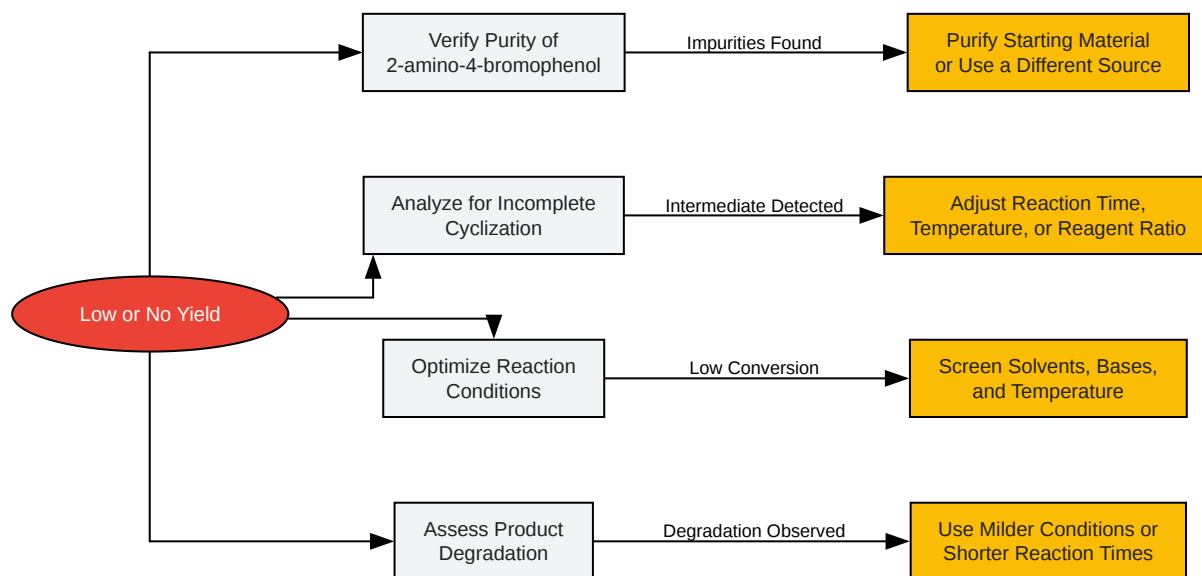 Verify Purity of
2-amino-4-bromophenol
Impurities Found
Purify Starting Material
or Use a Different Source
Analyze for Incomplete
Cyclization
Intermediate Detected
Adjust Reaction Time,
Temperature, or Reagent Ratio
Low or No Yield
Optimize Reaction
Conditions
Low Conversion
Screen Solvents, Bases,
and Temperature
Assess Product
Degradation
Degradation Observed
Use Milder Conditions or
Shorter Reaction Times